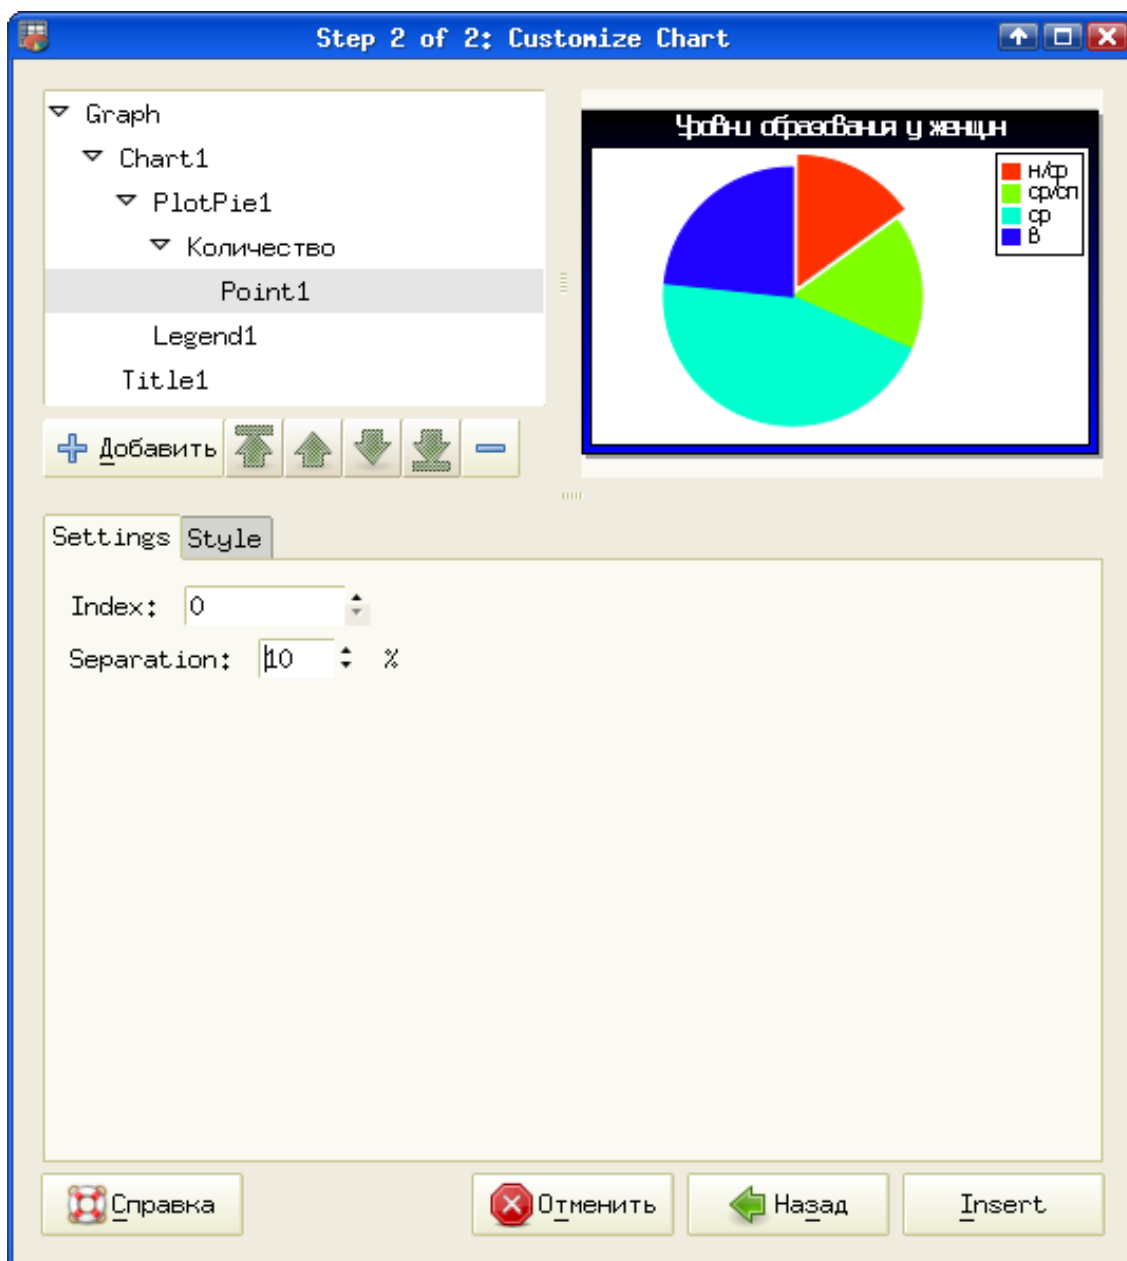 Step 2 of 2: Customize Chart
Graph
Chart1
PlotPie1
Количество
Point1
Legend1
Title1
Добавить
Уровни образования у женщин
н/ср
ср/сп
ср
в
Settings Style
Index: 0
Separation: 10 %
Справка Отменить Назад Insert